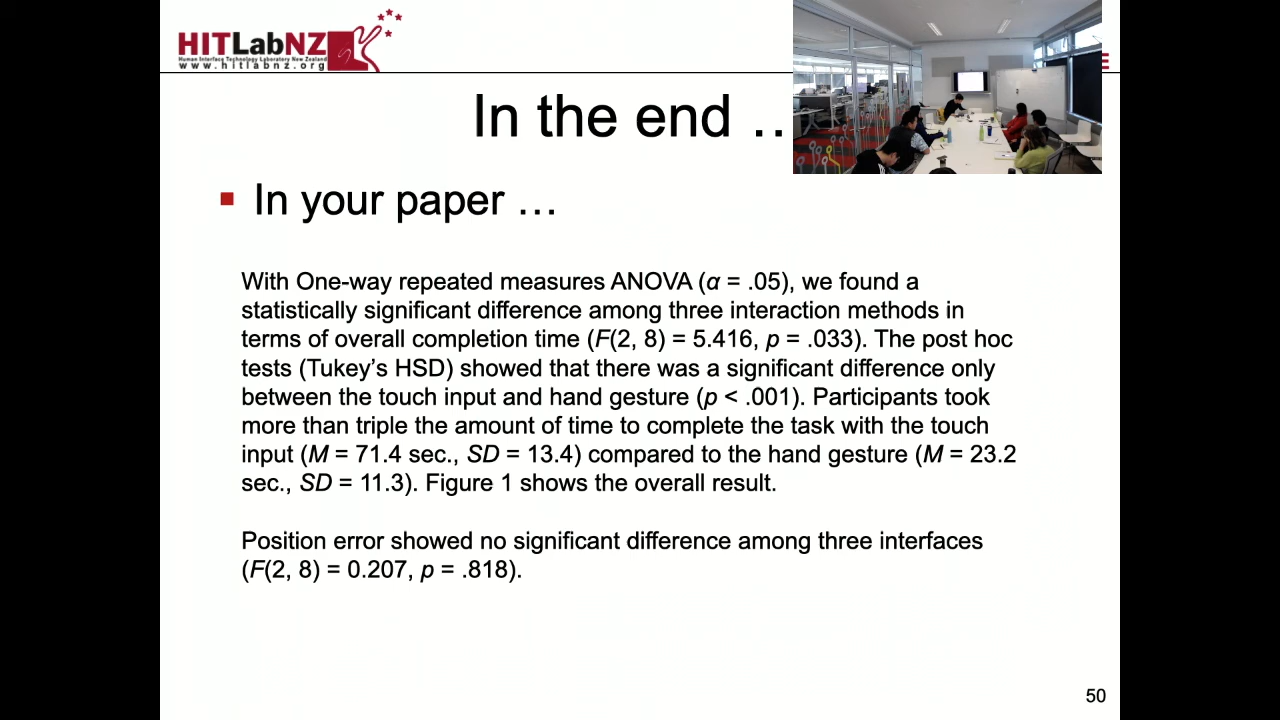 HITLabNZ
Human Interface Technology Laboratory New Zealand
www.hitlabnz.org
E
In the end ..
In your paper …
With One-way repeated measures ANOVA (α = .05), we found a
statistically significant difference among three interaction methods in
terms of overall completion time (F(2, 8) = 5.416, p = .033). The post hoc
tests (Tukey’s HSD) showed that there was a significant difference only
between the touch input and hand gesture (p < .001). Participants took
more than triple the amount of time to complete the task with the touch
input (M = 71.4 sec., SD = 13.4) compared to the hand gesture (M = 23.2
sec., SD = 11.3). Figure 1 shows the overall result.
Position error showed no significant difference among three interfaces
(F(2, 8) = 0.207, p = .818).
50